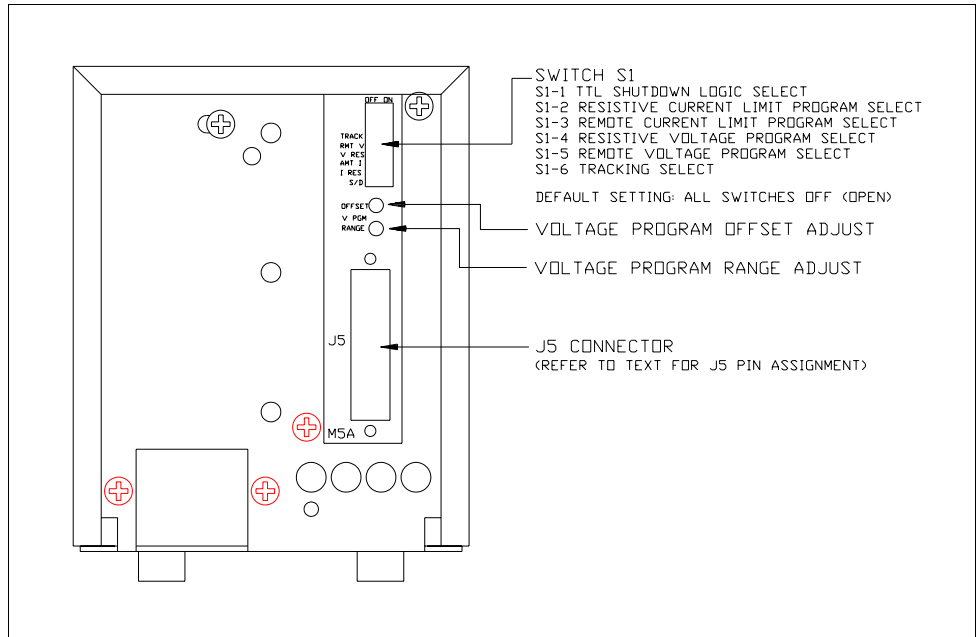 OFF ON
TRACK
RMT V
V RES
AMT I
I RES
S/D
OFFSET
V PGM
RANGE
J5
M5A
SWITCH S1
S1-1 TTL SHUTDOWN LOGIC SELECT
S1-2 RESISTIVE CURRENT LIMIT PROGRAM SELECT
S1-3 REMOTE CURRENT LIMIT PROGRAM SELECT
S1-4 RESISTIVE VOLTAGE PROGRAM SELECT
S1-5 REMOTE VOLTAGE PROGRAM SELECT
S1-6 TRACKING SELECT
DEFAULT SETTING: ALL SWITCHES OFF (OPEN)
VOLTAGE PROGRAM OFFSET ADJUST
VOLTAGE PROGRAM RANGE ADJUST
J5 CONNECTOR
(REFER TO TEXT FOR J5 PIN ASSIGNMENT)